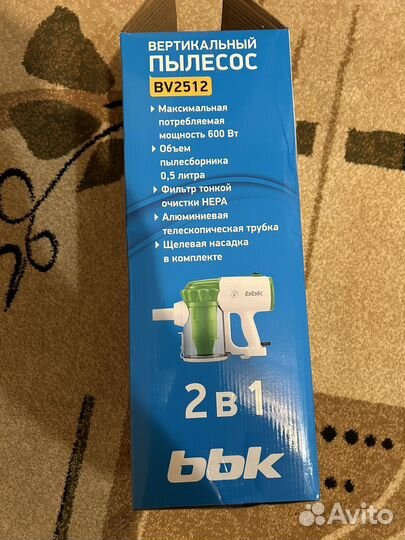 ВЕРТИКАЛЬНЫЙ
ПЫЛЕСОС
BV2512
Максимальная
потребляемая
мощность 600 Вт
Объем
пылесборника
0,5 литра
Фильтр тонкой
очистки HEPA
Алюминиевая
телескопическая трубка
Щелевая насадка
в комплекте
bbk
2 в 1
bbk
Avito